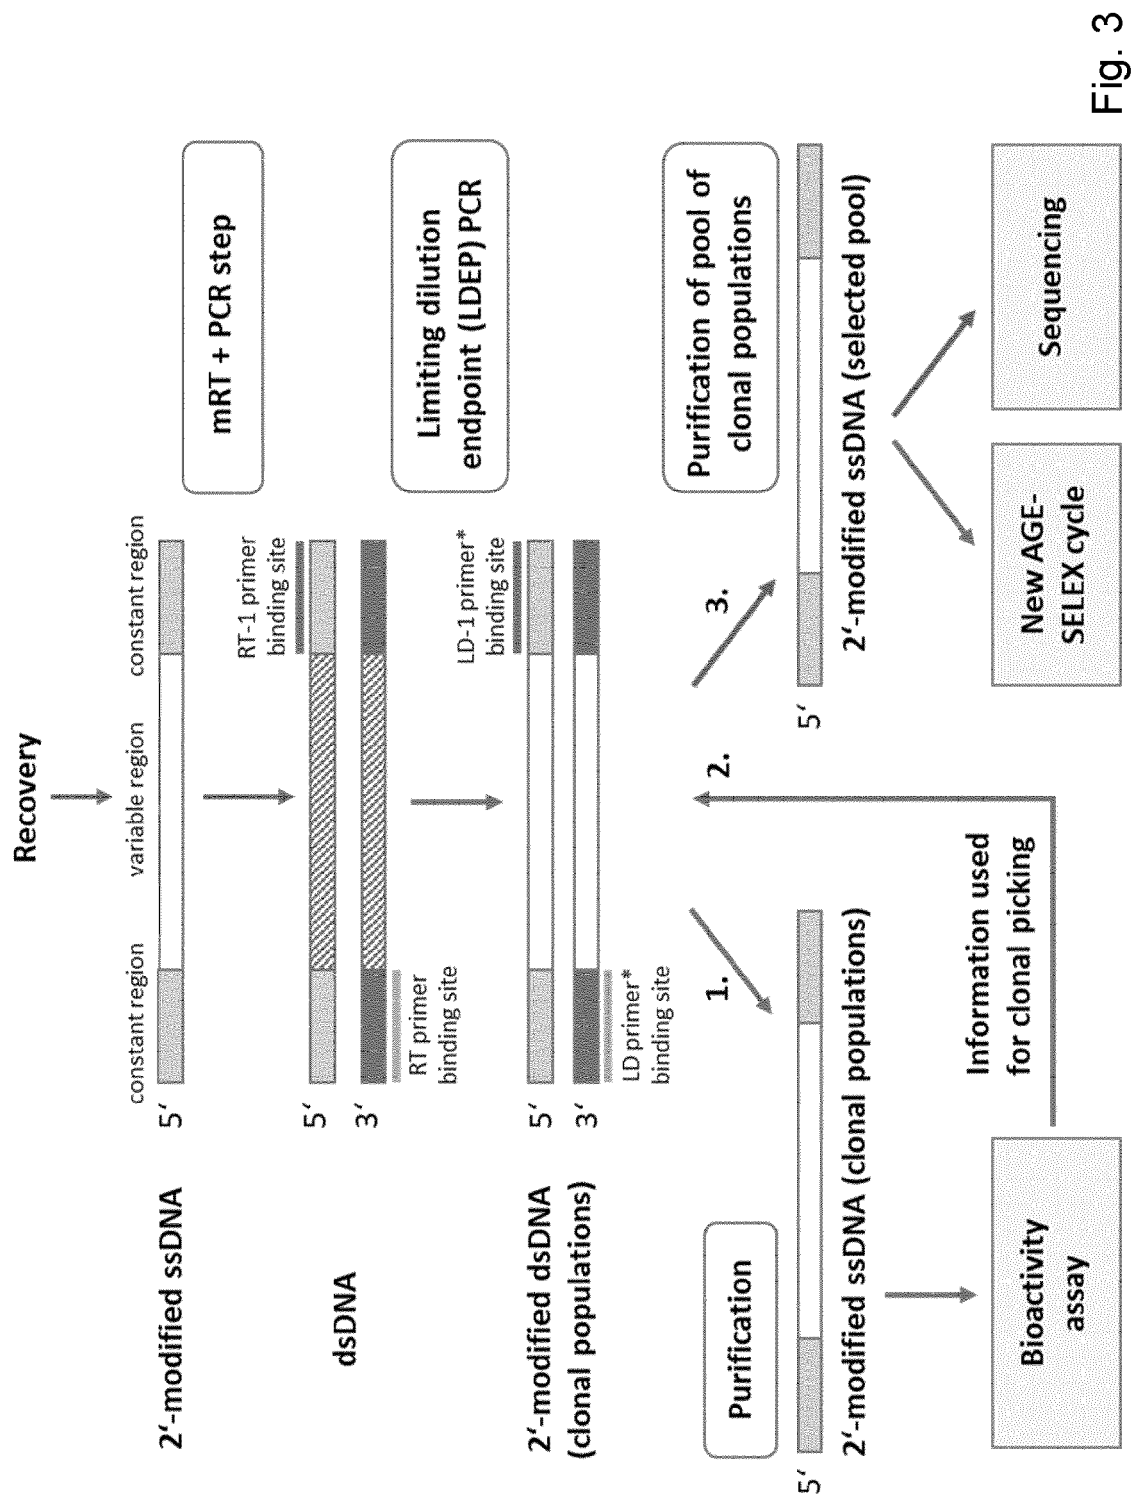 Recovery
constant region
variable region
constant region
2‘-modified ssDNA
5‘
mRT + PCR step
RT-1 primer
binding site
dsDNA
5‘
3‘
RT primer
binding site
Limiting dilution
endpoint (LDEP) PCR
LD-1 primer*
binding site
2‘-modified dsDNA
(clonal populations)
5‘
3‘
LD primer*
binding site
1.
2.
3.
Purification
Purification of pool of
clonal populations
5‘
2‘-modified ssDNA (clonal populations)
5‘
2‘-modified ssDNA (selected pool)
Information used
for clonal picking
Bioactivity
assay
New AGE-
SELEX cycle
Sequencing
Fig. 3